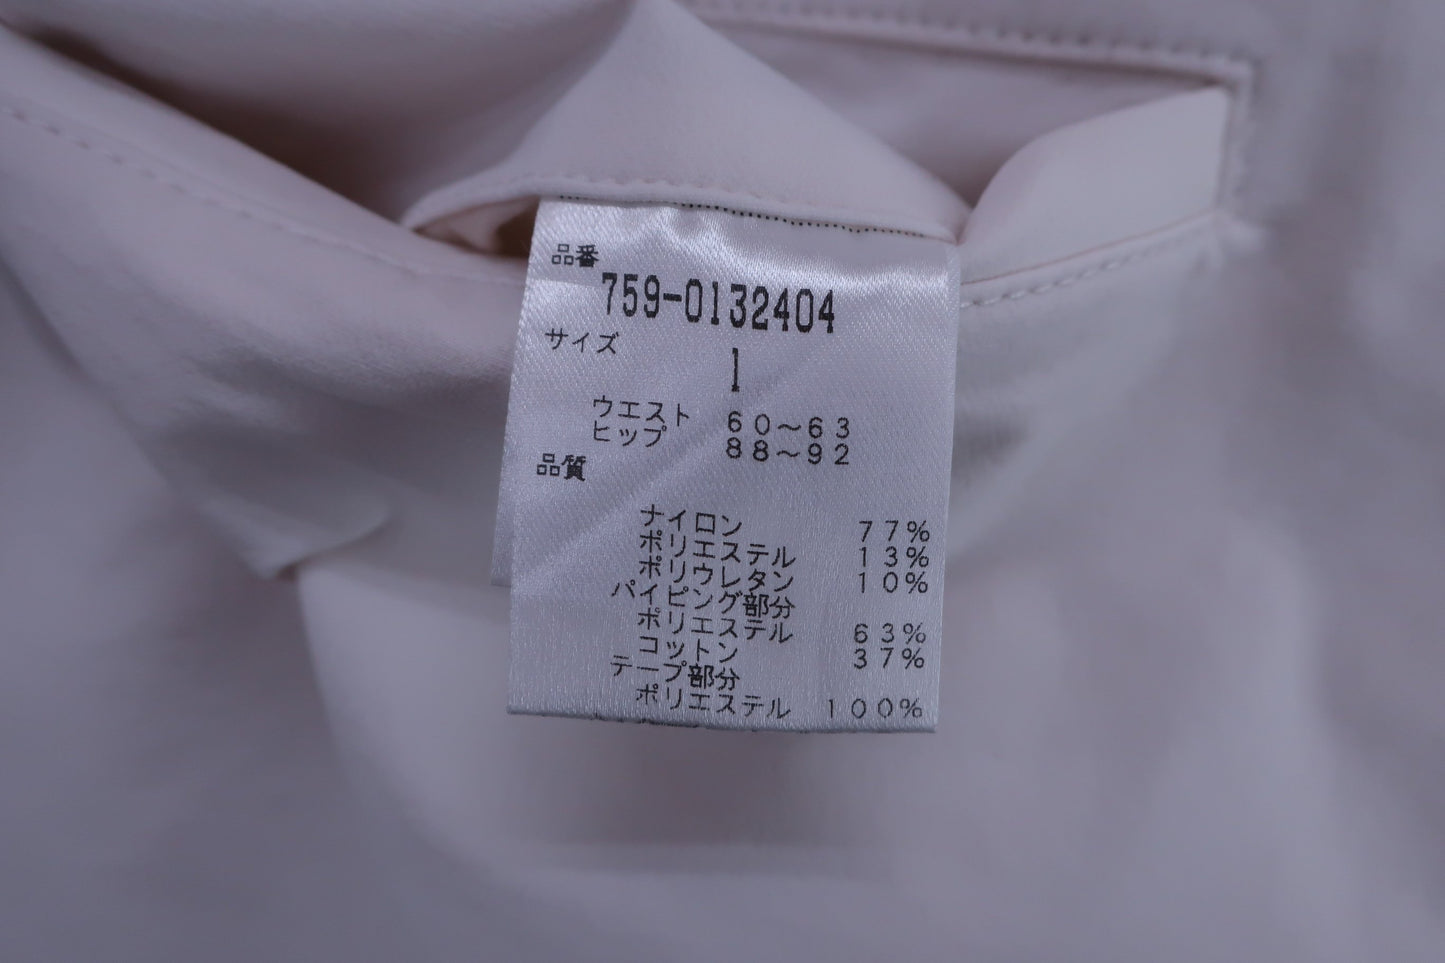 品番
759-0132404
サイズ
1
ウエスト 60～63
ヒップ 88～92
品質
ナイロン 77%
ポリエステル 13%
ポリウレタン 10%
パイピング部分
ポリエステル 63%
コットン 37%
テープ部分
ポリエステル 100%